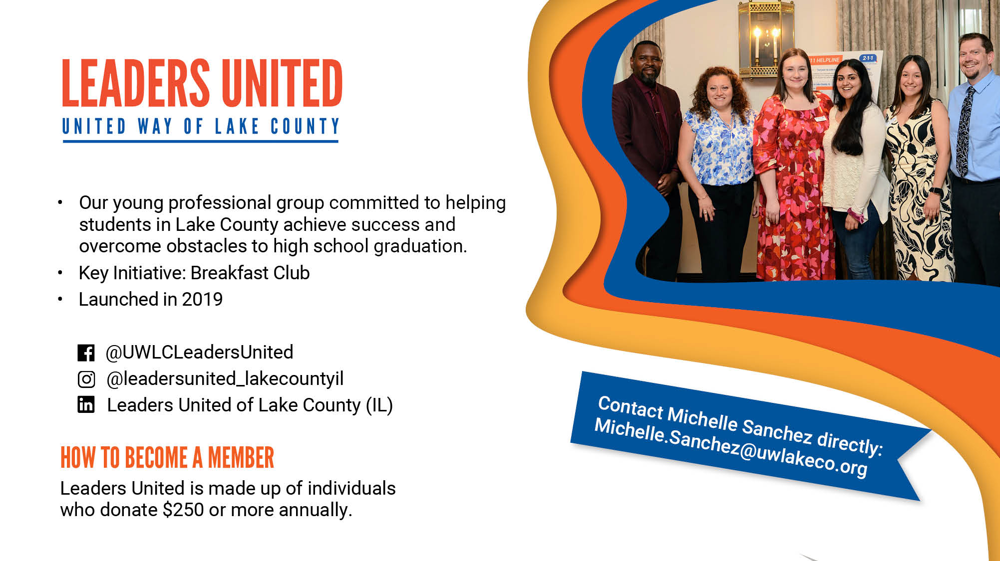 LEADERS UNITED
UNITED WAY OF LAKE COUNTY
• Our young professional group committed to helping
students in Lake County achieve success and
overcome obstacles to high school graduation.
• Key Initiative: Breakfast Club
• Launched in 2019
@UWLCLeadersUnited
@leadersunited_lakecountyil
Leaders United of Lake County (IL)
HOW TO BECOME A MEMBER
Leaders United is made up of individuals
who donate $250 or more annually.
11 HELPLINE
2-1-1
Contact Michelle Sanchez directly:
Michelle.Sanchez@uwlakeco.org